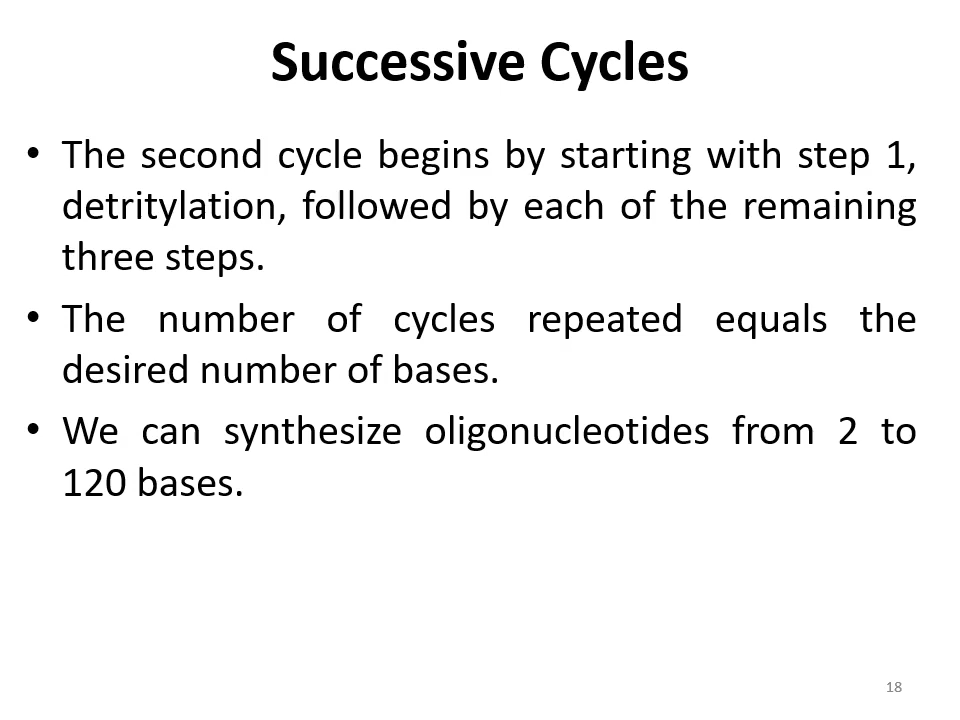 Successive Cycles
• The second cycle begins by starting with step 1,
detritylation, followed by each of the remaining
three steps.
• The number of cycles repeated equals the
desired number of bases.
• We can synthesize oligonucleotides from 2 to
120 bases.
18